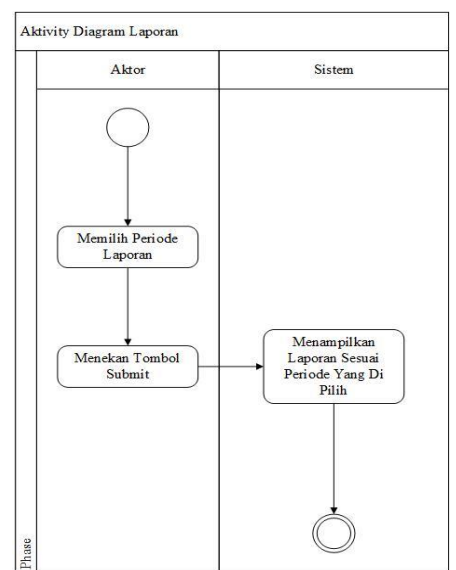 Aktivity Diagram Laporan
Aktor
Sistem
Memilih Periode
Laporan
Menekan Tombol
Submit
Menampilkan
Laporan Sesuai
Periode Yang Di
Pilih
Phase